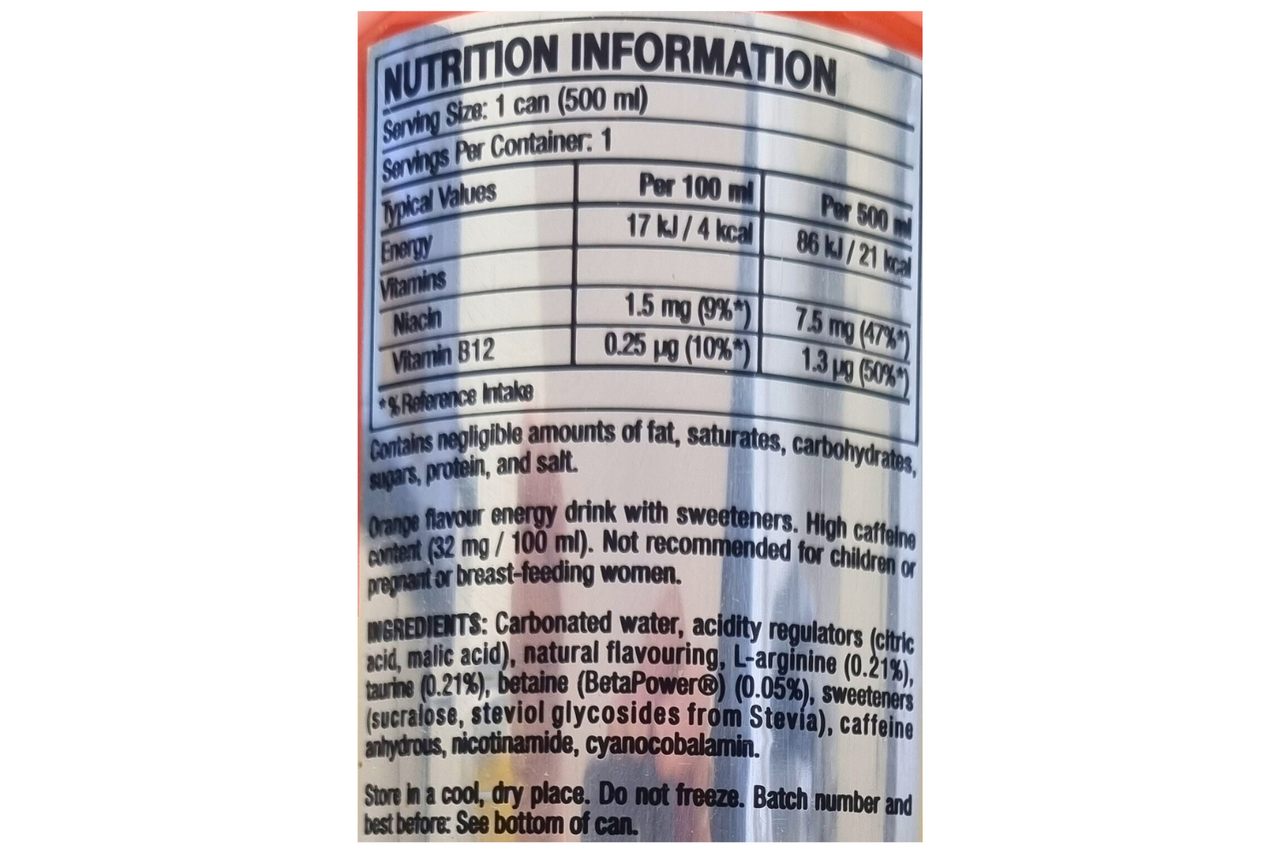 NUTRITION INFORMATION
Serving Size: 1 can (500 ml)
Servings Per Container: 1
Typical Values Per 100 ml Per 500 ml
Energy 17 kJ / 4 kcal 86 kJ / 21 kcal
Vitamins
Niacin 1.5 mg (9%*) 7.5 mg (47%*)
Vitamin B12 0.25 µg (10%*) 1.3 µg (50%*)
*% Reference Intake
Contains negligible amounts of fat, saturates, carbohydrates,
sugars, protein, and salt.
Orange flavour energy drink with sweeteners. High caffeine
content (32 mg / 100 ml). Not recommended for children or
pregnant or breast-feeding women.
INGREDIENTS: Carbonated water, acidity regulators (citric
acid, malic acid), natural flavouring, L-arginine (0.21%),
taurine (0.21%), betaine (BetaPower®) (0.05%), sweeteners
(sucralose, steviol glycosides from Stevia), caffeine
anhydrous, nicotinamide, cyanocobalamin.
Store in a cool, dry place. Do not freeze. Batch number and
best before: See bottom of can.